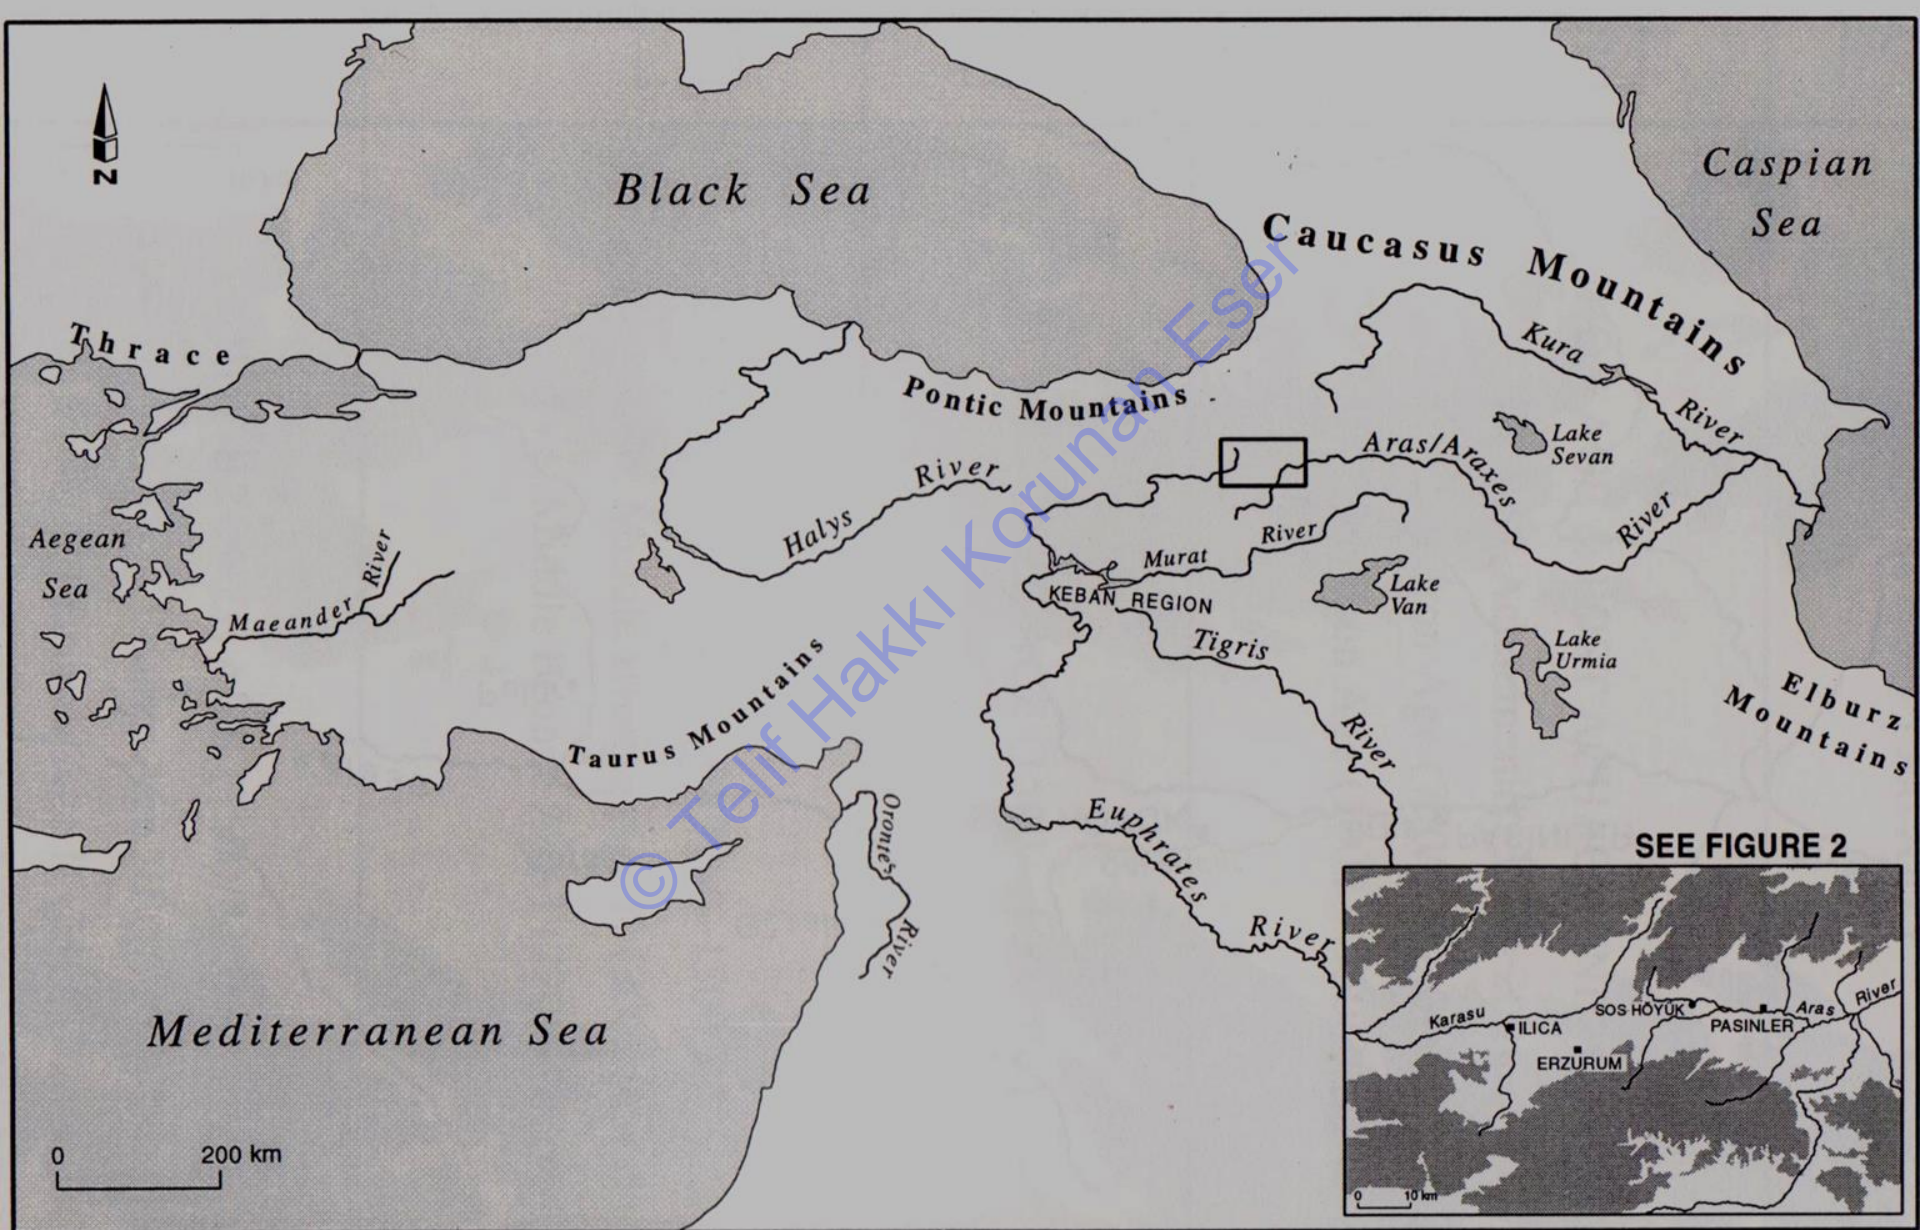 N
Black Sea
Caspian
Sea
Caucasus Mountains
Thrace
Kura
River
Pontic Mountains
Lake
Sevan
Aras/Araxes
River
Halys River
Aegean
Sea
Maeander River
Murat River
KEBAN REGION
Lake
Van
Tigris
River
Lake
Urmia
Elburz
Mountains
Taurus Mountains
Orontes
River
Euphrates
River
Mediterranean Sea
0 200 km
SEE FIGURE 2
Karasu
ILICA
ERZURUM
SOS HÖYÜK
PASINLER
Aras River
0 10 km
© Telif Hakkı Korunan Eser